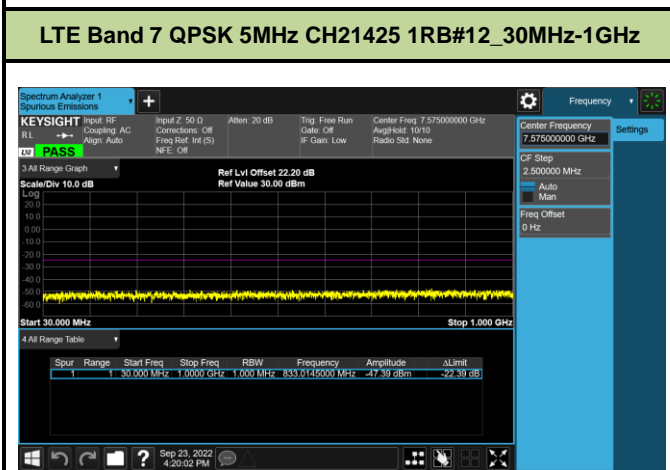 LTE Band 7 QPSK 5MHz CH21425 1RB#12_30MHz-1GHz
Spectrum Analyzer 1
Spurious Emissions
+
Frequency
KEYSIGHT
RL
LXI
PASS
Input: RF
Coupling: AC
Align: Auto
Input Z: 50 Ω
Corrections: Off
Freq Ref: Int (S)
NFE: Off
Atten: 20 dB
Trig: Free Run
Gate: Off
IF Gain: Low
Center Freq: 7.575000000 GHz
Avg|Hold: 10/10
Radio Std: None
Center Frequency
7.575000000 GHz
Settings
CF Step
2.500000 MHz
Auto
Man
Freq Offset
0 Hz
3 All Range Graph
Scale/Div 10.0 dB
Ref Lvl Offset 22.20 dB
Ref Value 30.00 dBm
Log
20.0
10.0
0.00
-10.0
-20.0
-30.0
-40.0
-50.0
-60.0
Start 30.000 MHz
Stop 1.000 GHz
4 All Range Table
Spur Range Start Freq Stop Freq RBW Frequency Amplitude ΔLimit
1 1 30.000 MHz 1.0000 GHz 1.000 MHz 833.0145000 MHz -47.39 dBm -22.39 dB
?
Sep 23, 2022
4:20:02 PM